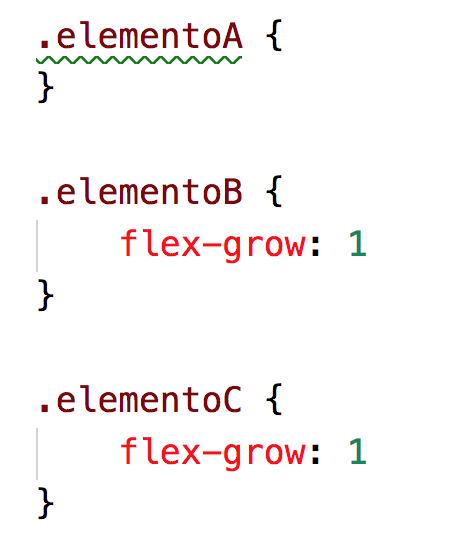 .elementoA {
}
.elementoB {
flex-grow: 1
}
.elementoC {
flex-grow: 1
}